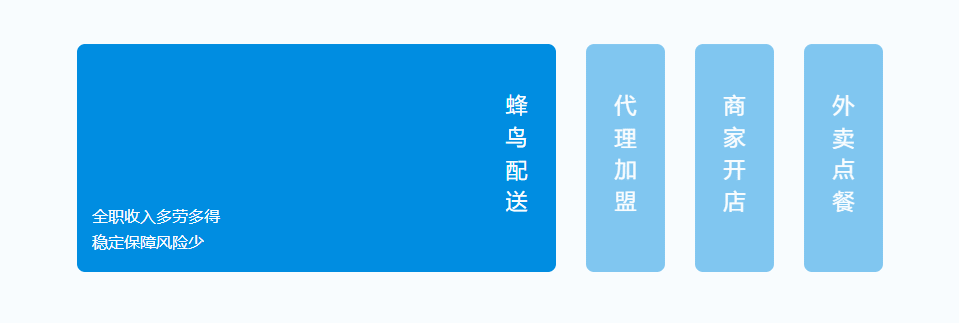 蜂鸟配送
全职收入多劳多得
稳定保障风险少
代理加盟
商家开店
外卖点餐